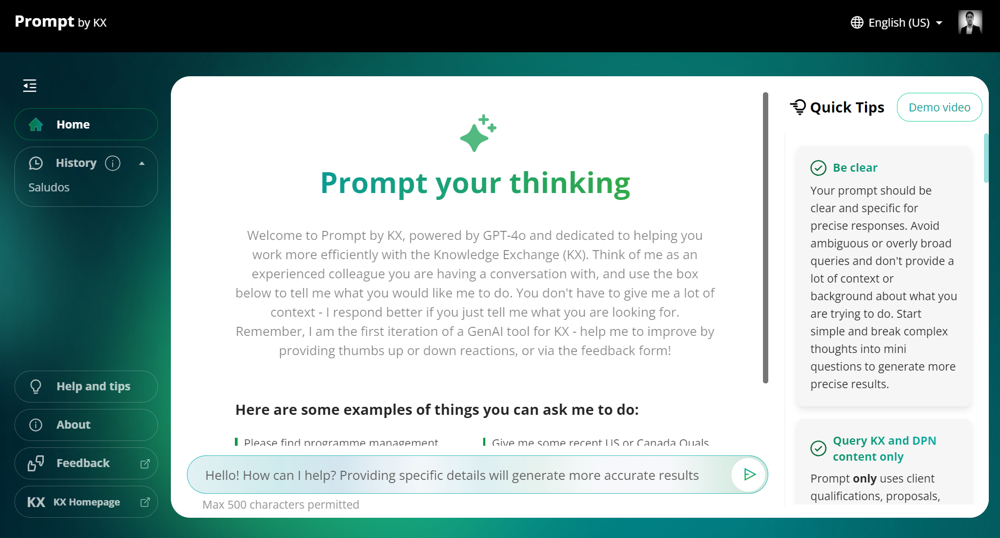 Prompt by KX
English (US)
Home
History
Saludos
Help and tips
About
Feedback
KX KX Homepage
Prompt your thinking
Welcome to Prompt by KX, powered by GPT-4o and dedicated to helping you
work more efficiently with the Knowledge Exchange (KX). Think of me as an
experienced colleague you are having a conversation with, and use the box
below to tell me what you would like me to do. You don't have to give me a lot of
context - I respond better if you just tell me what you are looking for.
Remember, I am the first iteration of a GenAI tool for KX - help me to improve by
providing thumbs up or down reactions, or via the feedback form!
Here are some examples of things you can ask me to do:
Please find programme management
Give me some recent US or Canada Quals
Hello! How can I help? Providing specific details will generate more accurate results
Max 500 characters permitted
Quick Tips
Demo video
Be clear
Your prompt should be
clear and specific for
precise responses. Avoid
ambiguous or overly broad
queries and don't provide a
lot of context or
background about what you
are trying to do. Start
simple and break complex
thoughts into mini
questions to generate more
precise results.
Query KX and DPN
content only
Prompt only uses client
qualifications, proposals,